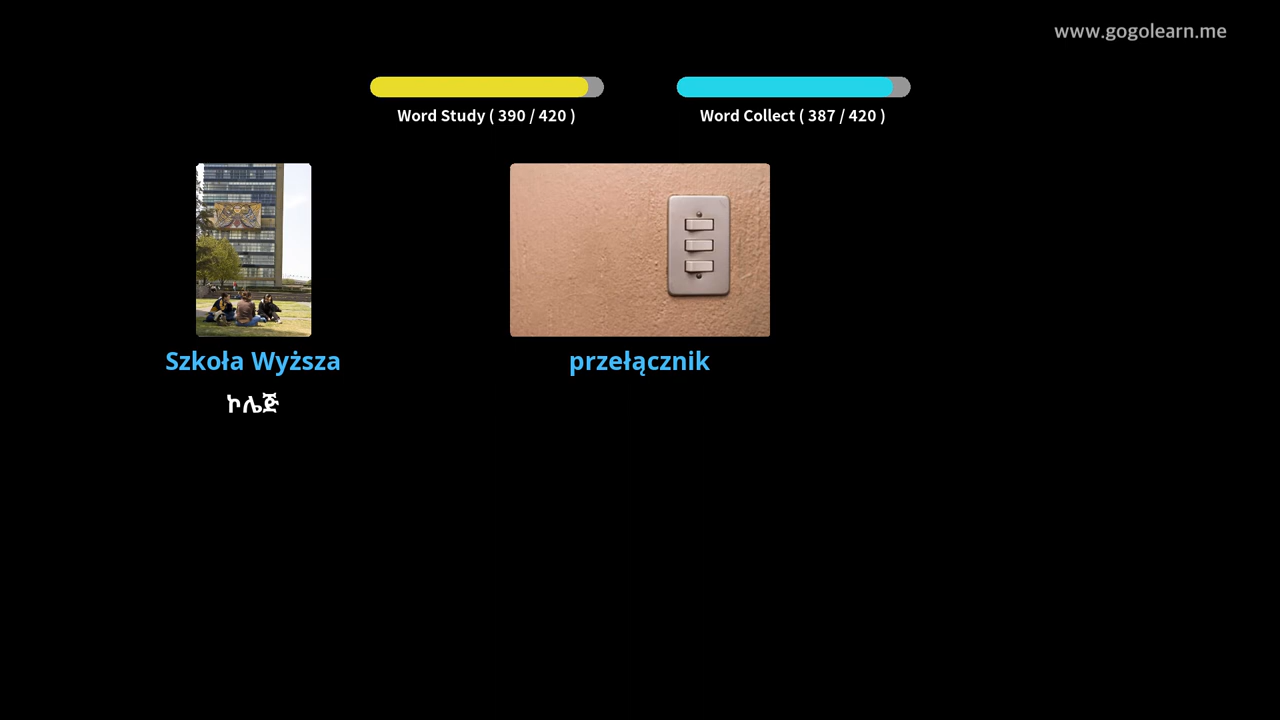 www.gogolearn.me
Word Study ( 390 / 420 )
Word Collect ( 387 / 420 )
Szkoła Wyższa
przełącznik
ኮሌጅ